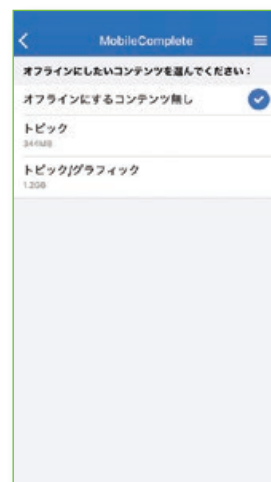 MobileComplete
オフラインにしたいコンテンツを選んでください：
オフラインにするコンテンツ無し
トピック
344MB
トピック/グラフィック
1.2GB